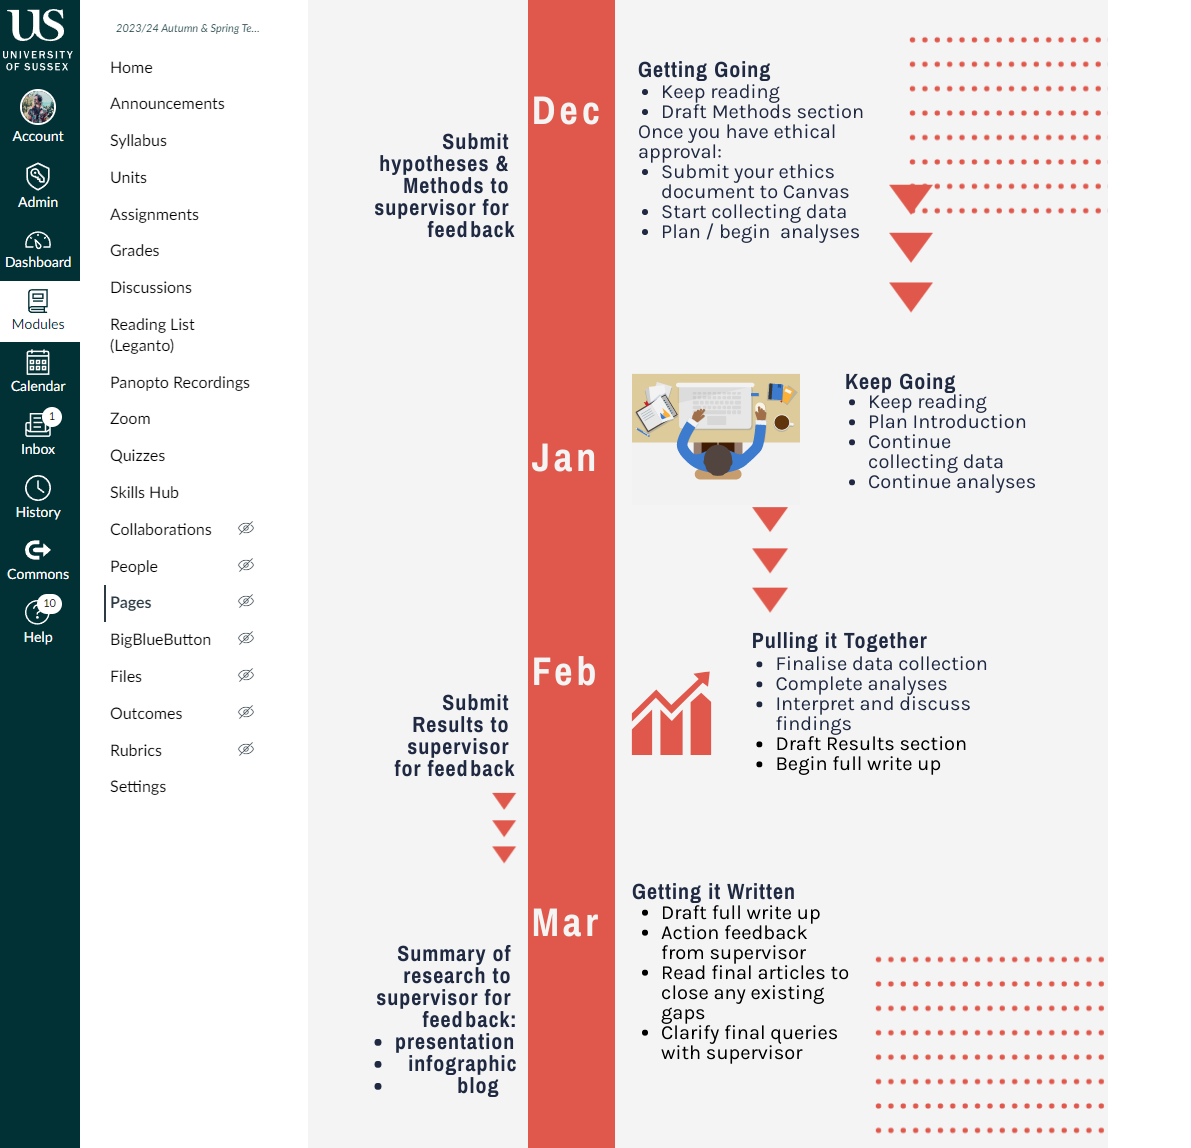 US
UNIVERSITY
OF SUSSEX
Account
Admin
Dashboard
Modules
Calendar
1
Inbox
History
Commons
10
Help
2023/24 Autumn & Spring Te...
Home
Announcements
Syllabus
Units
Assignments
Grades
Discussions
Reading List
(Leganto)
Panopto Recordings
Zoom
Quizzes
Skills Hub
Collaborations
People
Pages
BigBlueButton
Files
Outcomes
Rubrics
Settings
Dec
Submit
hypotheses &
Methods to
supervisor for
feedback
Getting Going
• Keep reading
• Draft Methods section
Once you have ethical
approval:
• Submit your ethics
document to Canvas
• Start collecting data
• Plan / begin analyses
Jan
Keep Going
• Keep reading
• Plan Introduction
• Continue
collecting data
• Continue analyses
Feb
Submit
Results to
supervisor
for feedback
Pulling it Together
• Finalise data collection
• Complete analyses
• Interpret and discuss
findings
• Draft Results section
• Begin full write up
Mar
Summary of
research to
supervisor for
feedback:
• presentation
• infographic
• blog
Getting it Written
• Draft full write up
• Action feedback
from supervisor
• Read final articles to
close any existing
gaps
• Clarify final queries
with supervisor